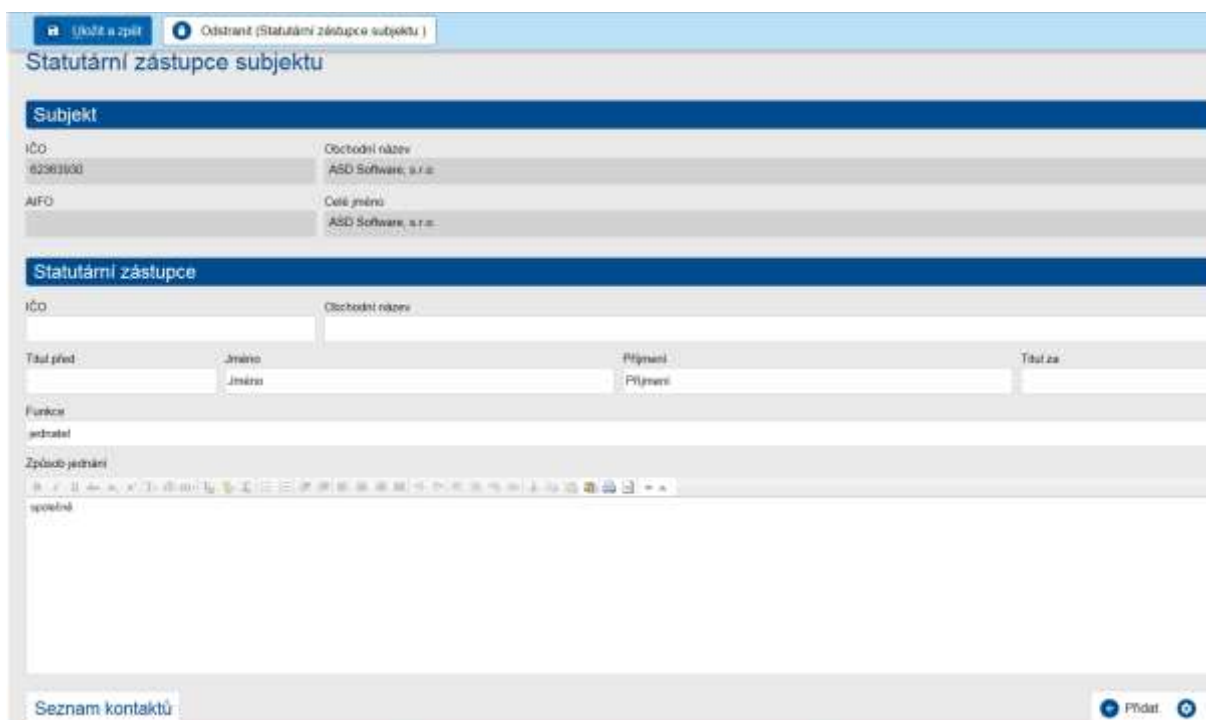 Uložit a zpět Odstranit (Statutární zástupce subjektu )
Statutární zástupce subjektu
Subjekt
IČO Obchodní název
62363930 ASD Software, s.r.o.
AIFO Celé jméno
ASD Software, s.r.o.
Statutární zástupce
IČO Obchodní název
Titul před Jméno Příjmení Titul za
Jméno Příjmení
Funkce
jednatel
Způsob jednání
společně
Seznam kontaktů Přidat